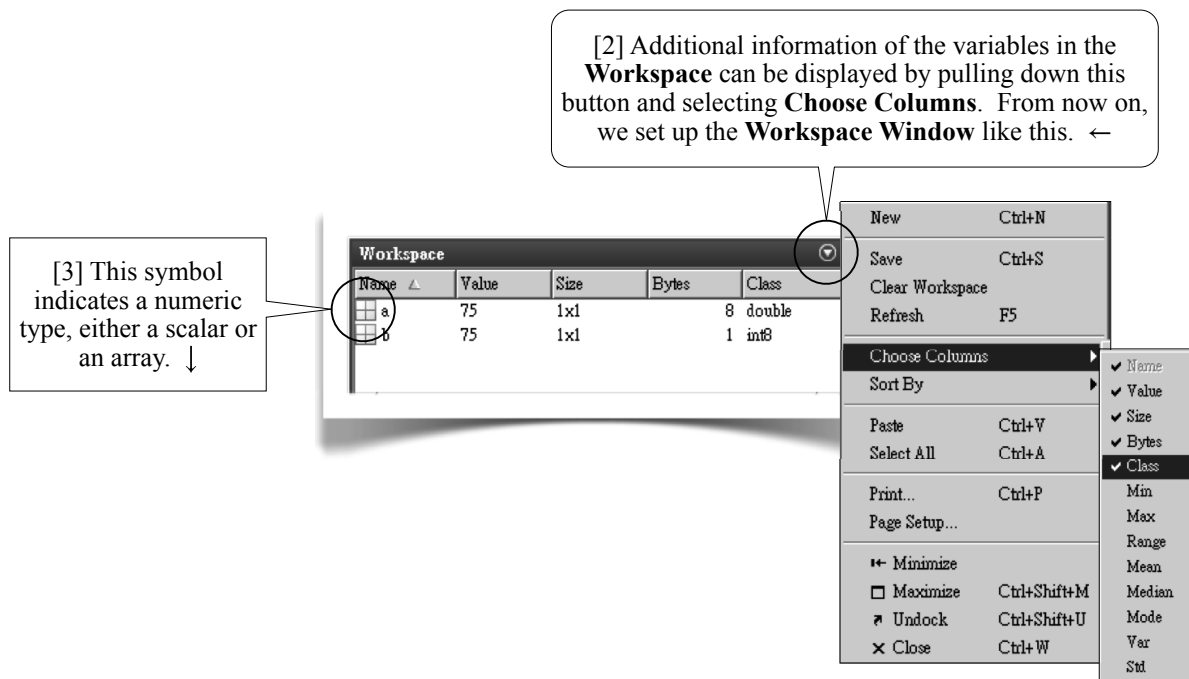 [2] Additional information of the variables in the
Workspace can be displayed by pulling down this
button and selecting Choose Columns. From now on,
we set up the Workspace Window like this. ←
[3] This symbol
indicates a numeric
type, either a scalar or
an array. ↓
Workspace
Name Value Size Bytes Class
a 75 1x1 8 double
b 75 1x1 1 int8
New Ctrl+N
Save Ctrl+S
Clear Workspace
Refresh F5
Choose Columns
Sort By
Paste Ctrl+V
Select All Ctrl+A
Print... Ctrl+P
Page Setup...
Minimize
Maximize Ctrl+Shift+M
Undock Ctrl+Shift+U
Close Ctrl+W
Name
Value
Size
Bytes
Class
Min
Max
Range
Mean
Median
Mode
Var
Std